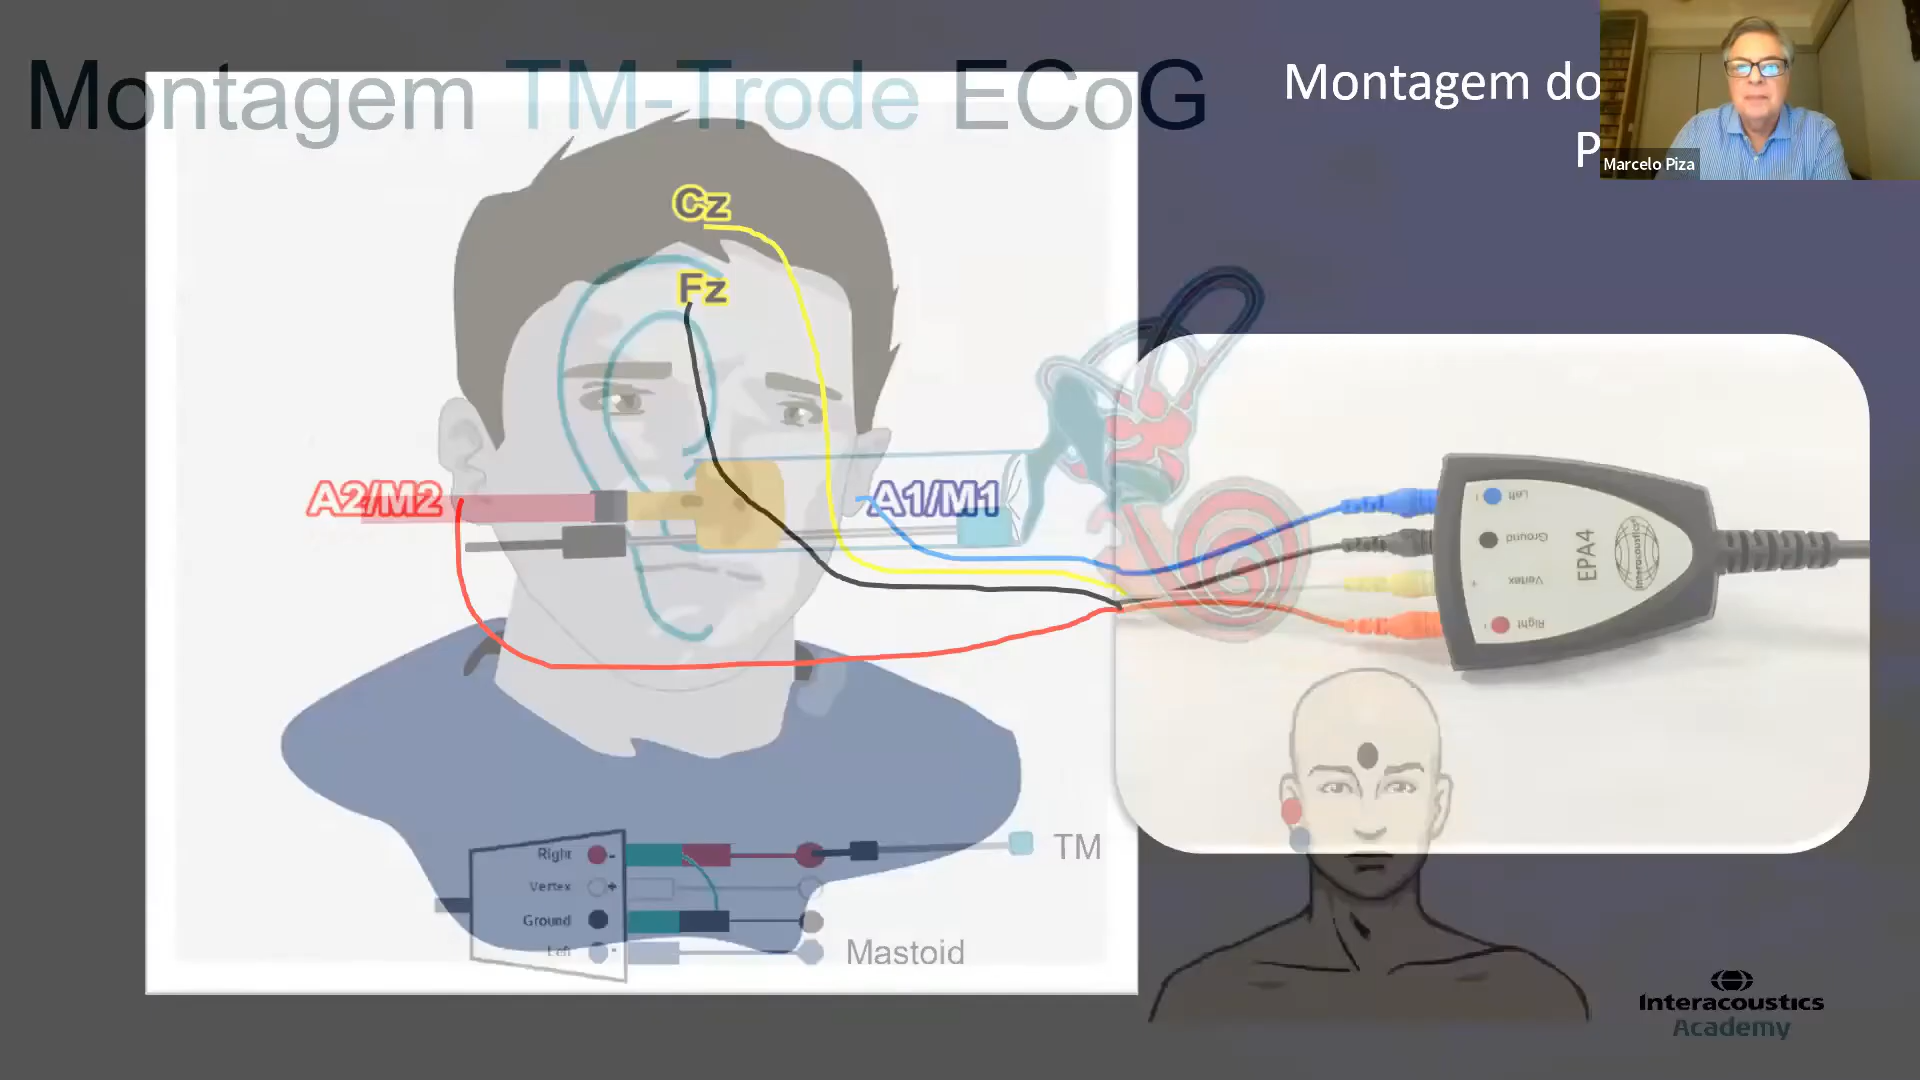 Montagem TM-Trode ECoG
Montagem do
P
Marcelo Piza
Cz
Fz
A2/M2
A1/M1
Left
Ground
Vertex
Right
EPA4
Interacoustics
Right -
Vertex +
Ground
Left -
TM
Mastoid
Interacoustics
Academy